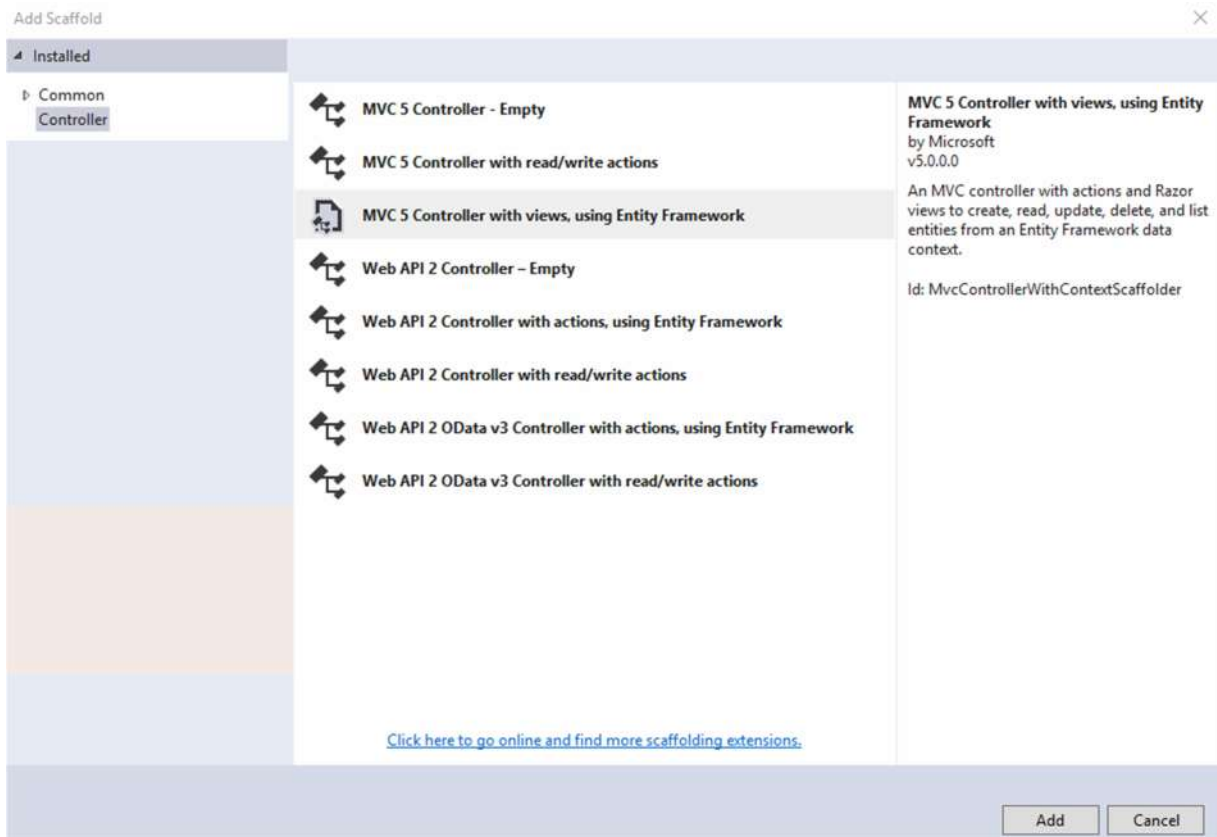 Add Scaffold
Installed
Common
Controller
MVC 5 Controller - Empty
MVC 5 Controller with read/write actions
MVC 5 Controller with views, using Entity Framework
Web API 2 Controller – Empty
Web API 2 Controller with actions, using Entity Framework
Web API 2 Controller with read/write actions
Web API 2 OData v3 Controller with actions, using Entity Framework
Web API 2 OData v3 Controller with read/write actions
Click here to go online and find more scaffolding extensions.
MVC 5 Controller with views, using Entity
Framework
by Microsoft
v5.0.0.0
An MVC controller with actions and Razor
views to create, read, update, delete, and list
entities from an Entity Framework data
context.
Id: MvcControllerWithContextScaffolder
Add
Cancel